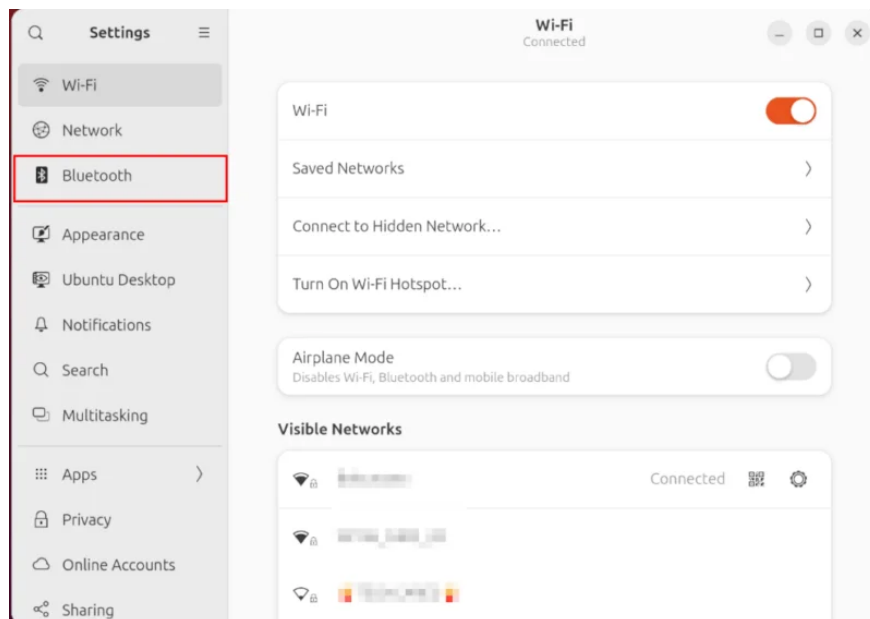 Settings
Wi-Fi
Network
Bluetooth
Appearance
Ubuntu Desktop
Notifications
Search
Multitasking
Apps
Privacy
Online Accounts
Sharing
Wi-Fi
Connected
Wi-Fi
Saved Networks
Connect to Hidden Network...
Turn On Wi-Fi Hotspot...
Airplane Mode
Disables Wi-Fi, Bluetooth and mobile broadband
Visible Networks
Connected